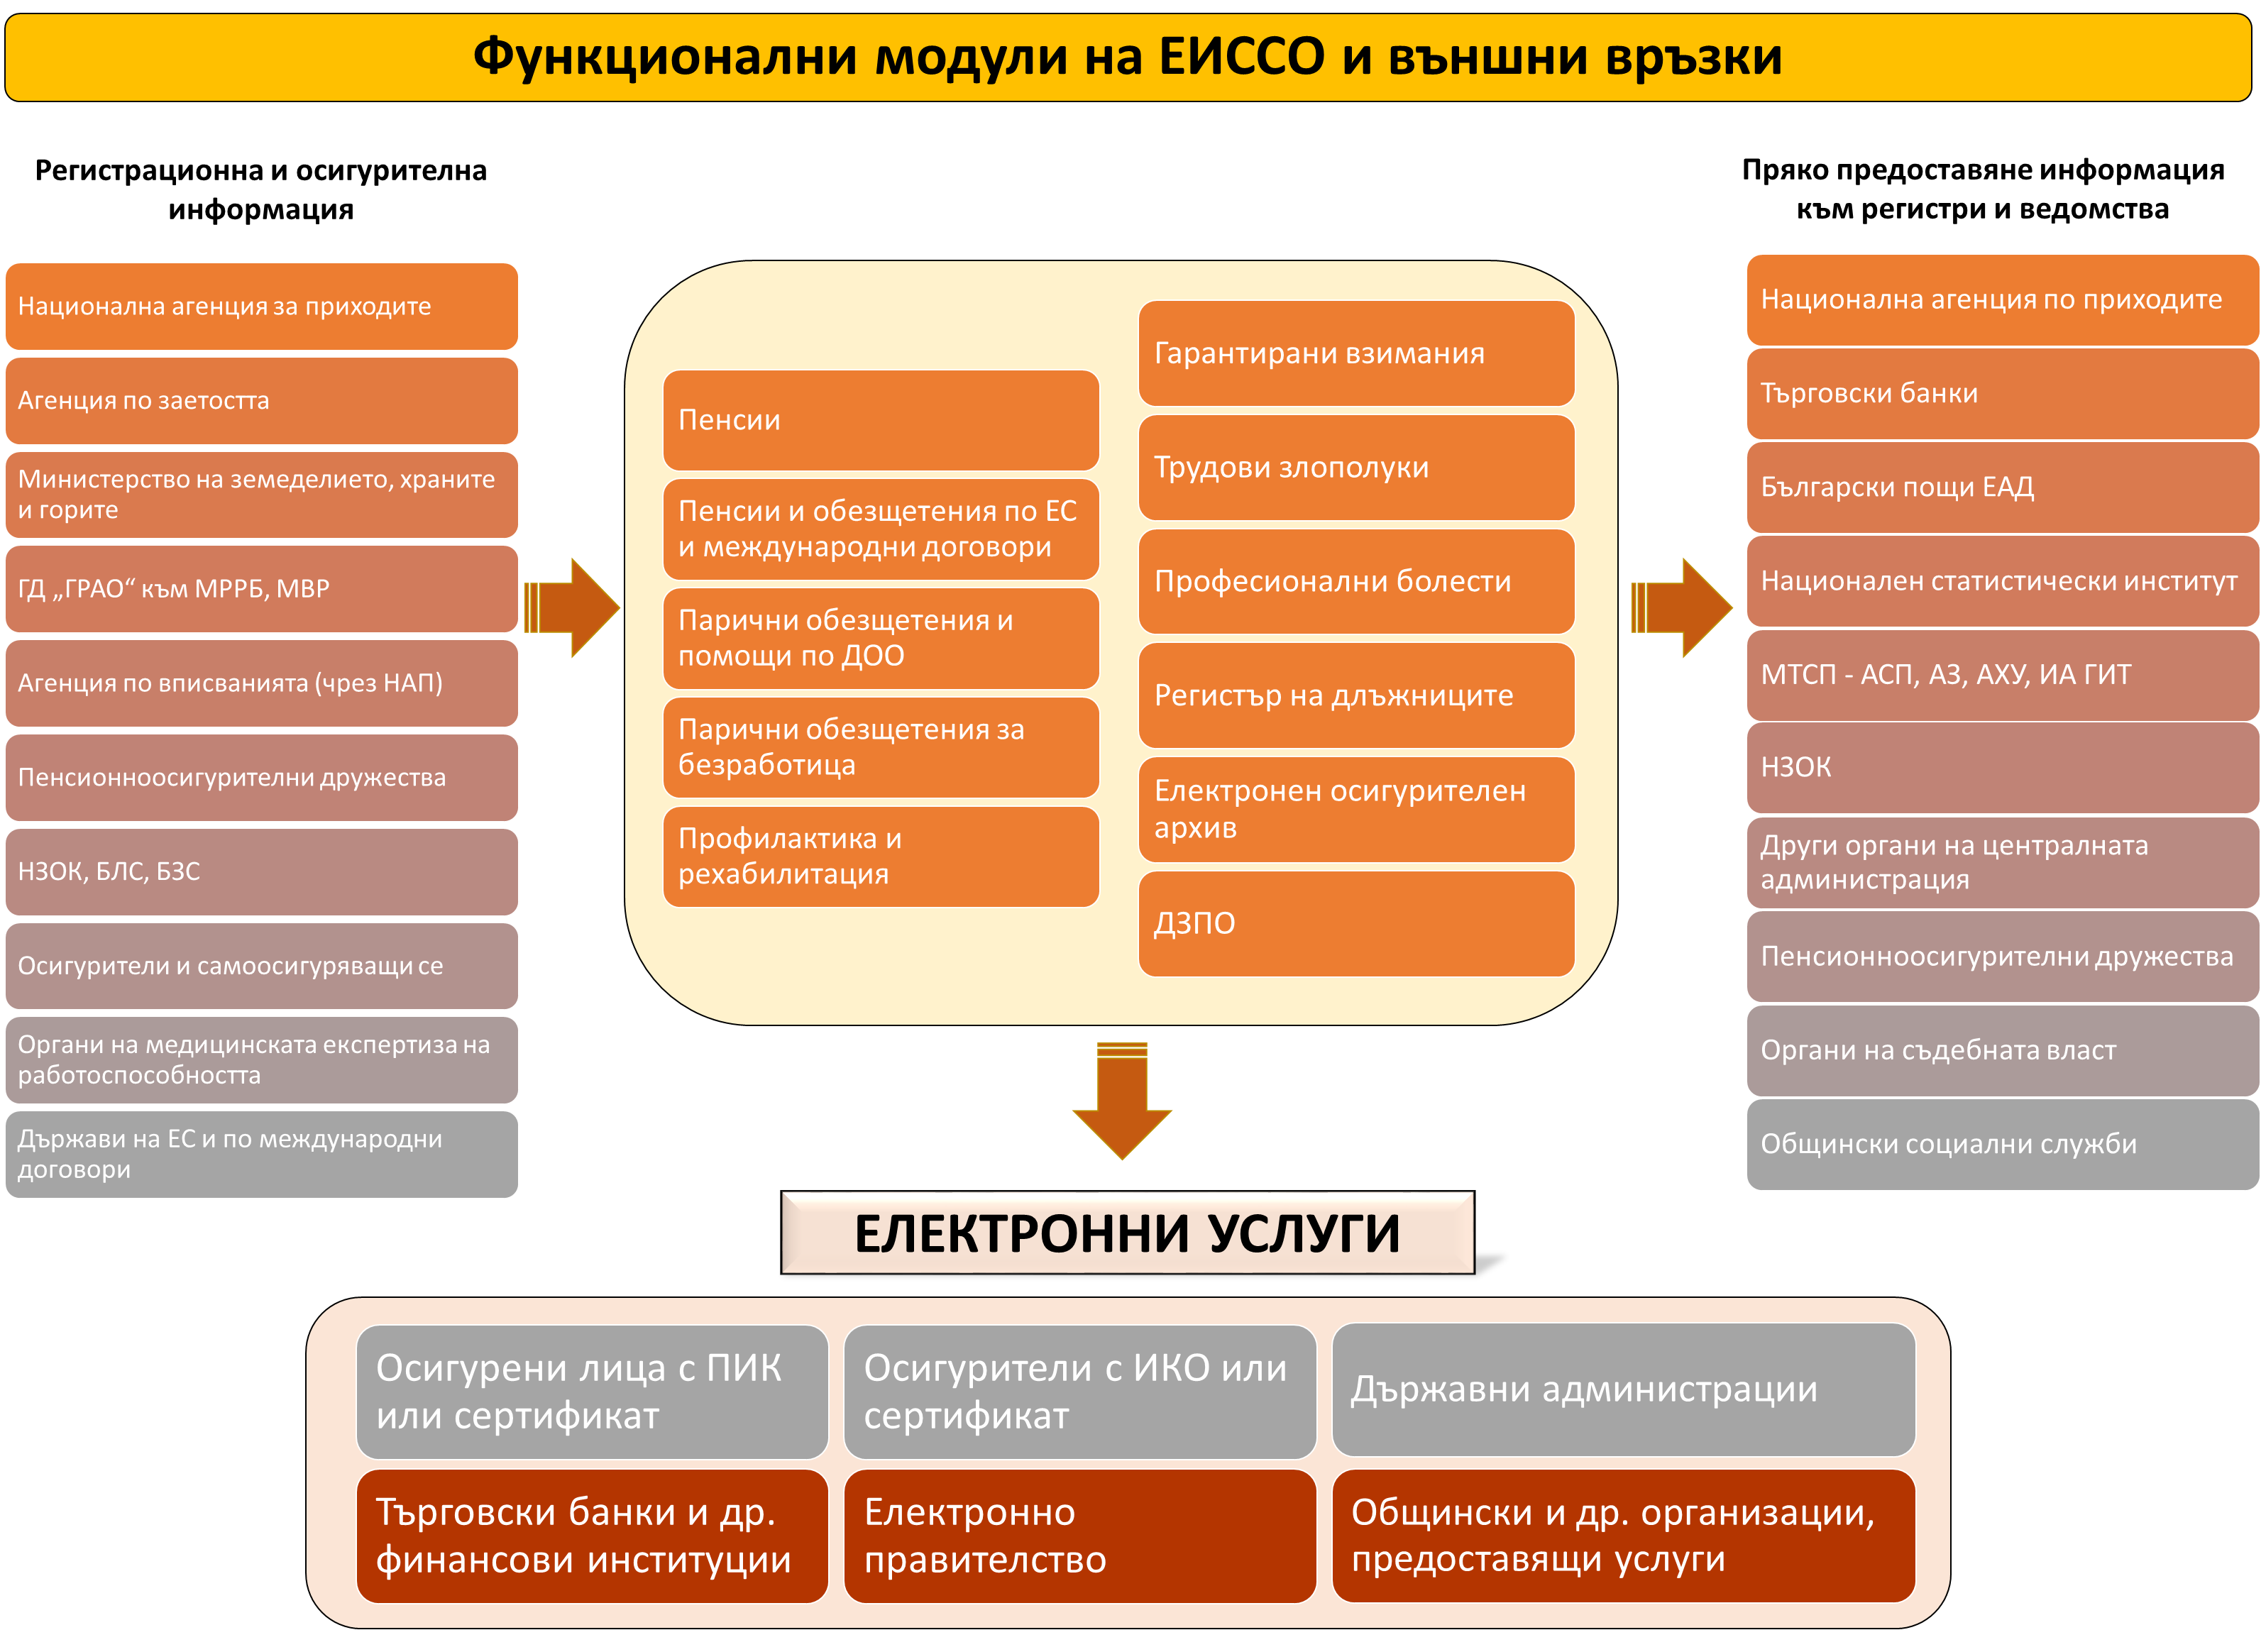 Функционални модули на ЕИССО и външни връзки
Регистрационна и осигурителна
информация
Национална агенция за приходите
Агенция по заетостта
Министерство на земеделието, храните
и горите
ГД „ГРАО“ към МРРБ, МВР
Агенция по вписванията (чрез НАП)
Пенсионноосигурителни дружества
НЗОК, БЛС, БЗС
Осигурители и самоосигуряващи се
Органи на медицинската експертиза на
работоспособността
Държави на ЕС и по международни
договори
Пенсии
Пенсии и обезщетения по ЕС
и международни договори
Парични обезщетения и
помощи по ДОО
Парични обезщетения за
безработица
Профилактика и
рехабилитация
Гарантирани взимания
Трудови злополуки
Професионални болести
Регистър на длъжниците
Електронен осигурителен
архив
ДЗПО
Пряко предоставяне информация
към регистри и ведомства
Национална агенция по приходите
Търговски банки
Български пощи ЕАД
Национален статистически институт
МТСП - АСП, АЗ, АХУ, ИА ГИТ
НЗОК
Други органи на централната
администрация
Пенсионноосигурителни дружества
Органи на съдебната власт
Общински социални служби
ЕЛЕКТРОННИ УСЛУГИ
Осигурени лица с ПИК
или сертификат
Осигурители с ИКО или
сертификат
Държавни администрации
Търговски банки и др.
финансови институции
Електронно
правителство
Общински и др. организации,
предоставящи услуги